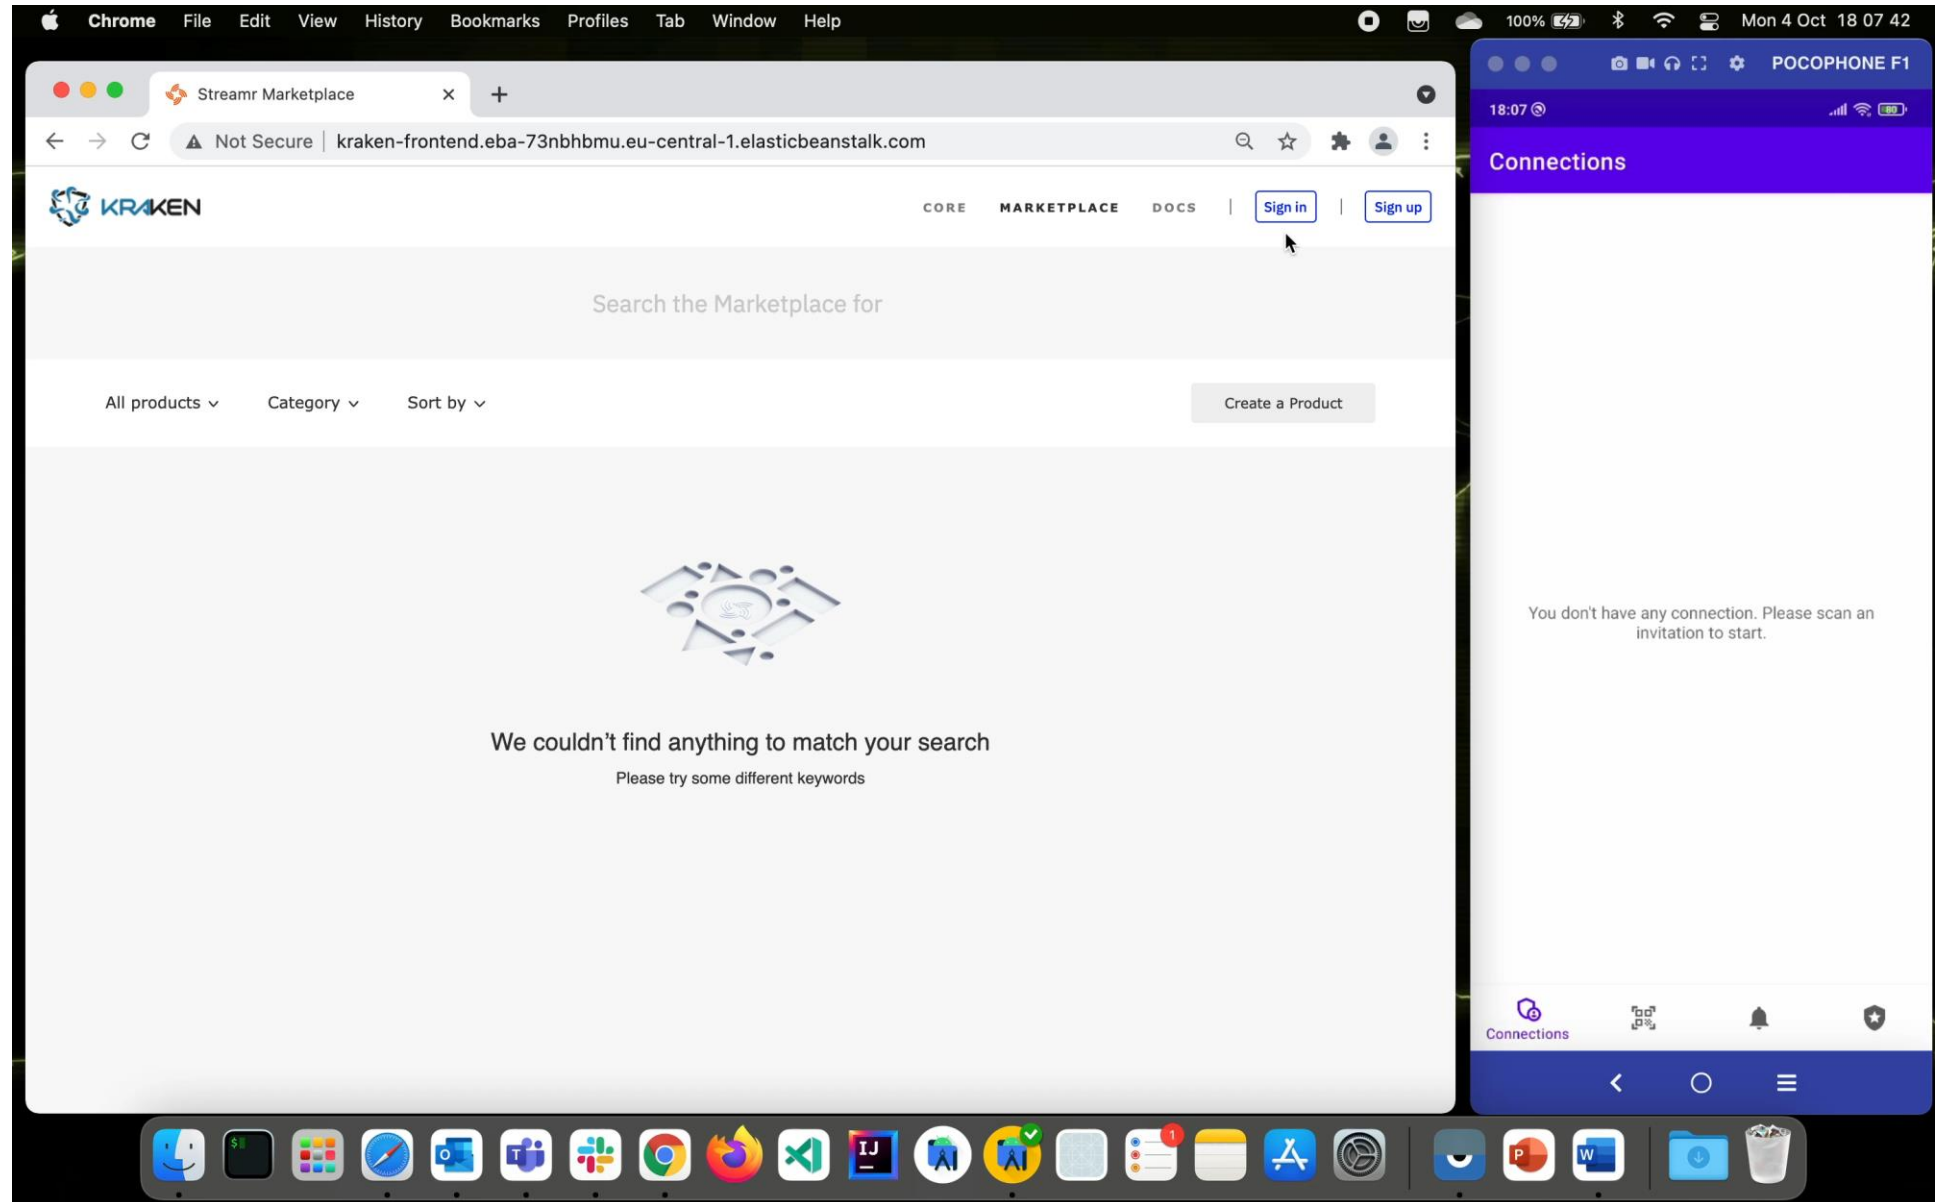 Chrome File Edit View History Bookmarks Profiles Tab Window Help 100% Mon 4 Oct 18 07 42
POCOPHONE F1
Streamr Marketplace
Not Secure kraken-frontend.eba-73nbhbmu.eu-central-1.elasticbeanstalk.com
KRAKEN CORE MARKETPLACE DOCS | Sign in | Sign up
Search the Marketplace for
All products Category Sort by Create a Product
We couldn't find anything to match your search
Please try some different keywords
18:07 80
Connections
You don't have any connection. Please scan an
invitation to start.
Connections
$
IJ
1
P
W